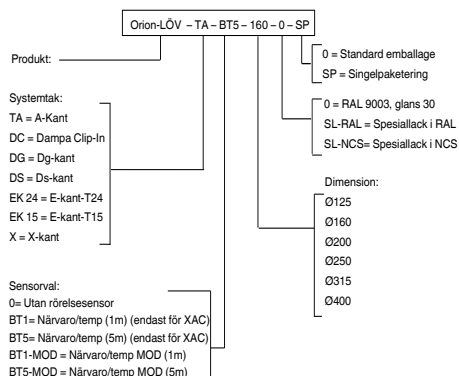 Orion-LÖV – TA – BT5 – 160 – 0 – SP
Produkt:
0 = Standard emballage
SP = Singelpaketering
Systemtak:
TA = A-Kant
DC = Dampa Clip-In
DG = Dg-kant
DS = Ds-kant
EK 24 = E-kant-T24
EK 15 = E-kant-T15
X = X-kant
0 = RAL 9003, glans 30
SL-RAL = Spesiallack i RAL
SL-NCS= Spesiallack i NCS
Dimension:
Ø125
Ø160
Ø200
Ø250
Ø315
Ø400
Sensorval:
0= Utan rörelsesensor
BT1= Närvaro/temp (1m) (endast för XAC)
BT5= Närvaro/temp (5m) (endast för XAC)
BT1-MOD = Närvaro/temp MOD (1m)
BT5-MOD = Närvaro/temp MOD (5m)